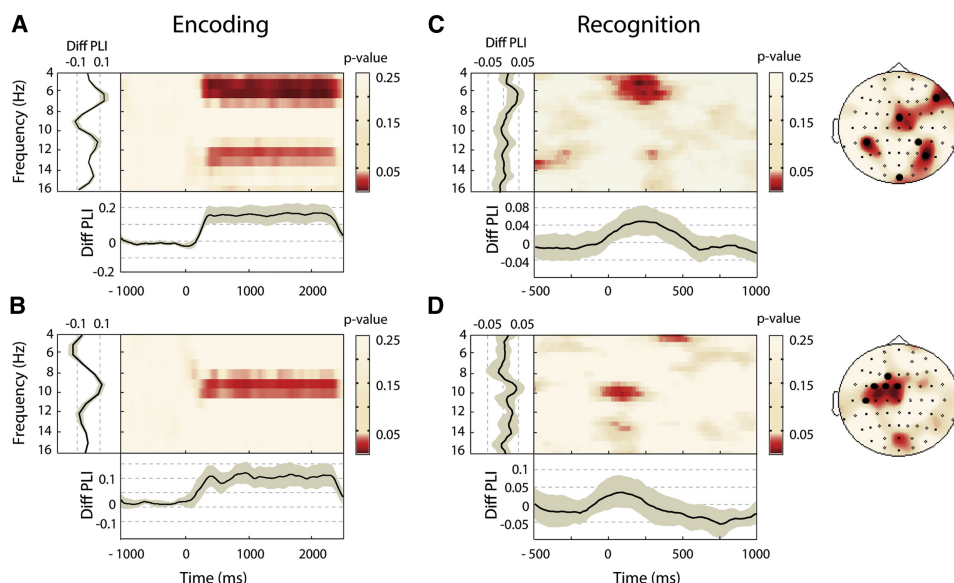 A Encoding
Diff PLI
-0.1 0.1
p-value
Frequency (Hz)
4
6
8
10
12
14
16
0.25
0.15
0.05
Diff PLI
0.2
0
-0.2
- 1000 0 1000 2000
B
-0.1 0.1
p-value
Frequency (Hz)
4
6
8
10
12
14
16
0.25
0.15
0.05
Diff PLI
0.1
0
-0.1
- 1000 0 1000 2000
Time (ms)
C Recognition
Diff PLI
-0.05 0.05
p-value
4
6
8
10
12
14
16
0.25
0.15
0.05
Diff PLI
0.08
0.04
0
-0.04
-500 0 500 1000
D
-0.05 0.05
p-value
4
6
8
10
12
14
16
0.25
0.15
0.05
Diff PLI
0.1
0.05
0
-0.05
- 500 0 500 1000
Time (ms)